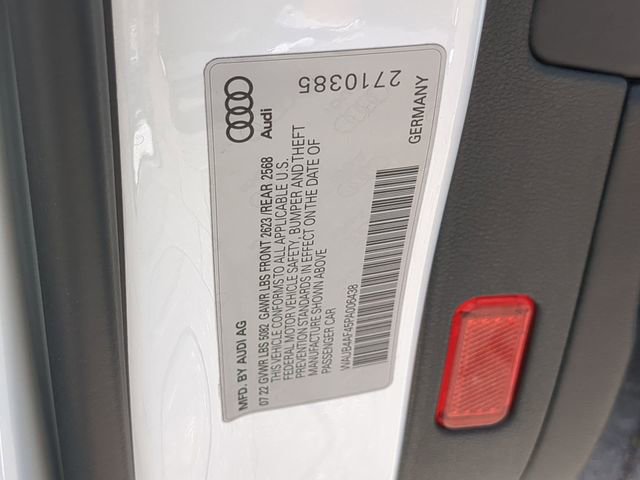 MFD. BY AUDI AG
07 22 GVWR LBS 5082 GAWR LBS FRONT 2623 /REAR 2568
THIS VEHICLE CONFORMS TO ALL APPLICABLE U.S.
FEDERAL MOTOR VEHICLE SAFETY, BUMPER AND THEFT
PREVENTION STANDARDS IN EFFECT ON THE DATE OF
MANUFACTURE SHOWN ABOVE
PASSENGER CAR
WAUB4AF45PA006438
Audi
GERMANY
2710385